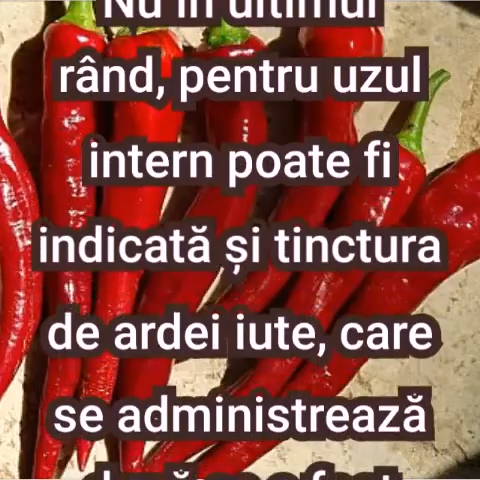 Nu în ultimul
rând, pentru uzul
intern poate fi
indicată și tinctura
de ardei iute, care
se administrează